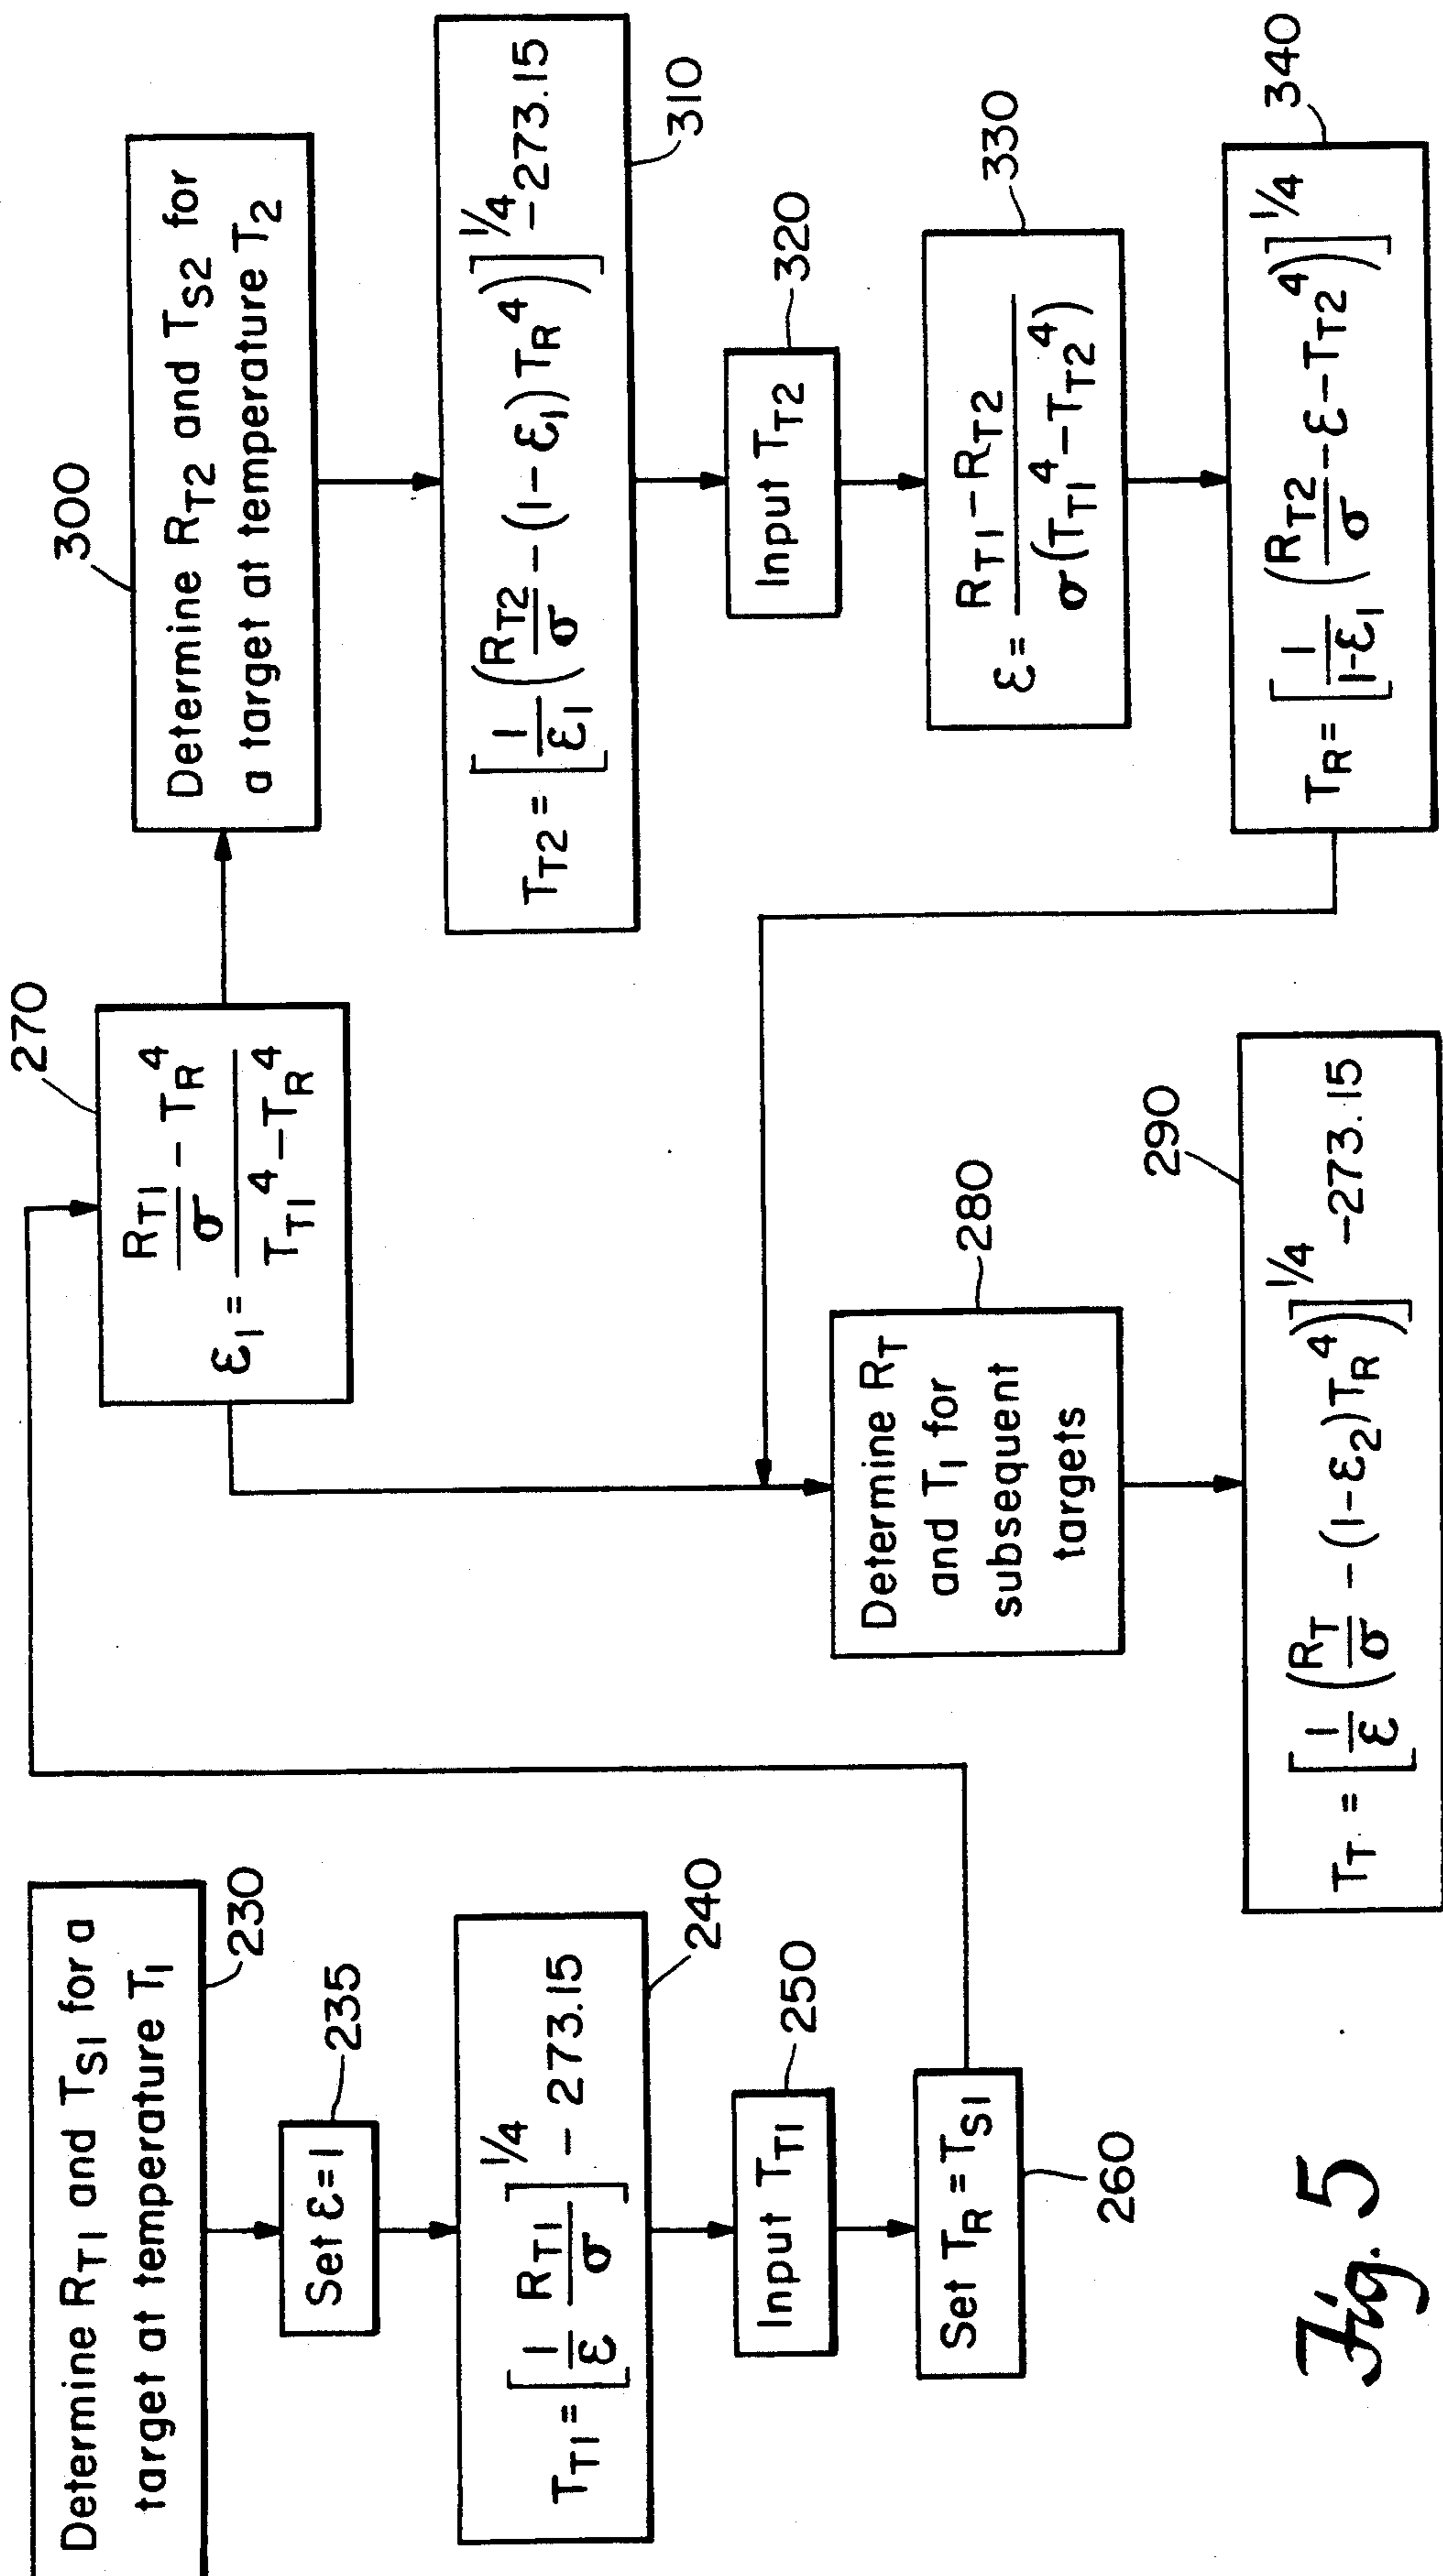 Determine R_T1 and T_S1 for a
target at temperature T_1
230
Set ε=1
235
T_T1 = [1/ε R_T1/σ]^1/4 - 273.15
240
Input T_T1
250
Set T_R = T_S1
260
270
ε_1 = (R_T1/σ - T_R^4)/(T_T1^4 - T_R^4)
Determine R_T
and T_1 for
subsequent
targets
280
290
T_T = [1/ε (R_T/σ - (1-ε_2)T_R^4)]^1/4 -273.15
300
Determine R_T2 and T_S2 for
a target at temperature T_2
T_T2 = [1/ε_1 (R_T2/σ - (1-ε_1) T_R^4)]^1/4 -273.15
310
Input T_T2
320
330
ε = (R_T1 - R_T2)/(σ(T_T1^4 - T_T2^4))
340
T_R = [1/(1-ε_1) (R_T2/σ - ε - T_T2^4)]^1/4
Fig. 5